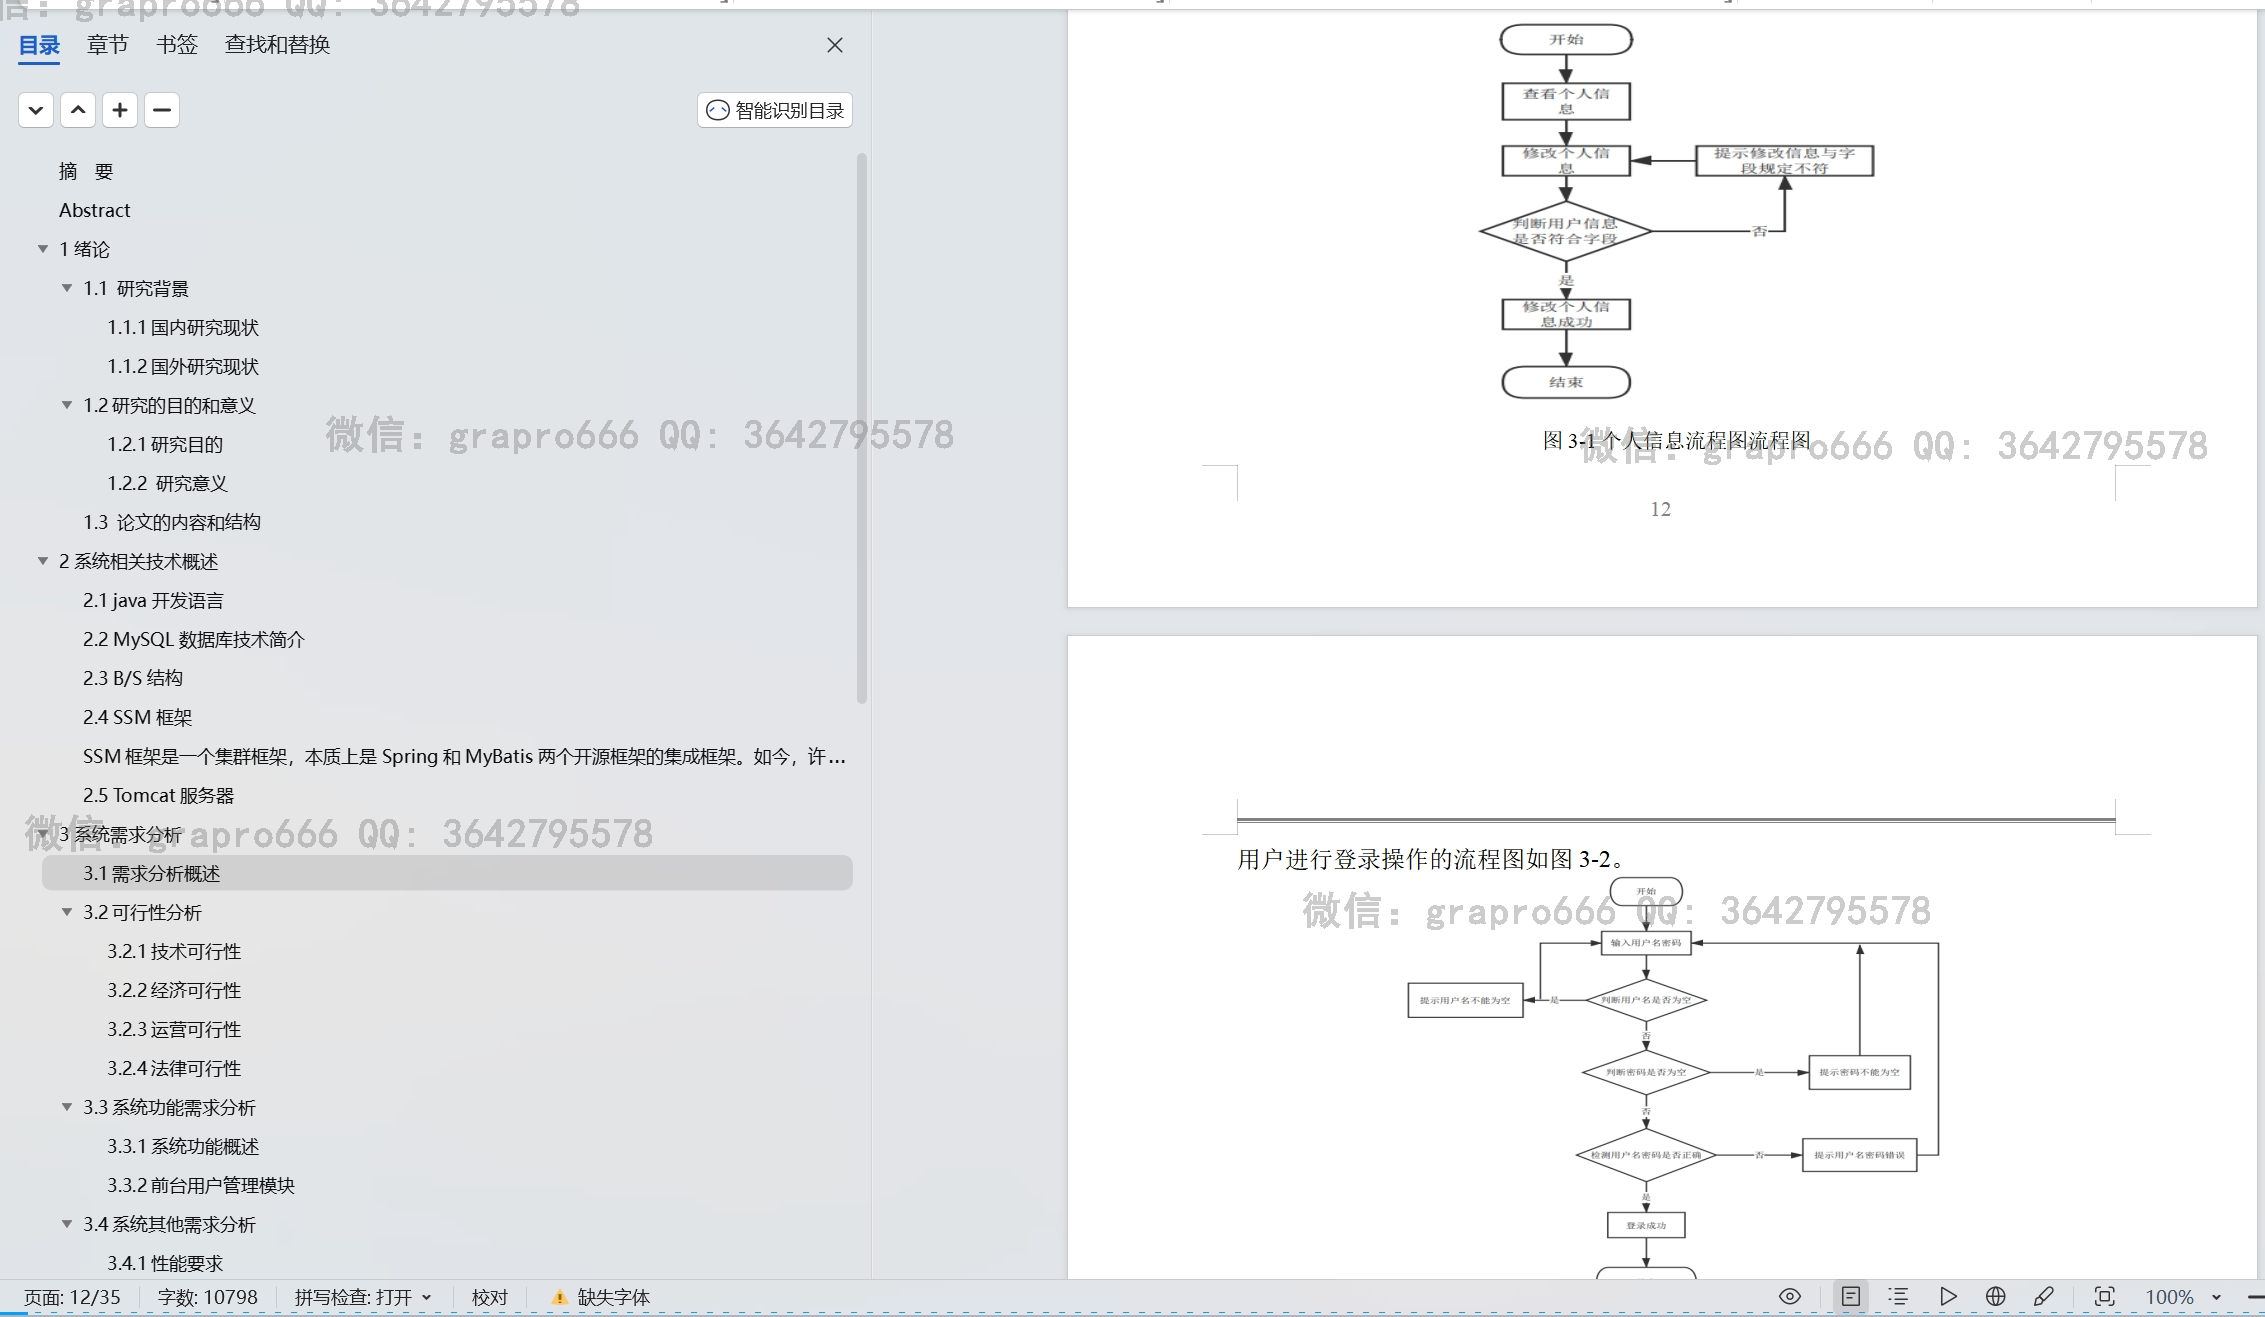 信: grapro666 QQ: 3642795578
目录 章节 书签 查找和替换
智能识别目录
摘 要
Abstract
1 绪论
1.1 研究背景
1.1.1 国内研究现状
1.1.2 国外研究现状
1.2 研究的目的和意义
1.2.1 研究目的
1.2.2 研究意义
1.3 论文的内容和结构
2 系统相关技术概述
2.1 java 开发语言
2.2 MySQL 数据库技术简介
2.3 B/S 结构
2.4 SSM 框架
SSM 框架是一个集群框架，本质上是 Spring 和 MyBatis 两个开源框架的集成框架。如今，许...
2.5 Tomcat 服务器
3 系统需求分析
3.1 需求分析概述
3.2 可行性分析
3.2.1 技术可行性
3.2.2 经济可行性
3.2.3 运营可行性
3.2.4 法律可行性
3.3 系统功能需求分析
3.3.1 系统功能概述
3.3.2 前台用户管理模块
3.4 系统其他需求分析
3.4.1 性能要求
微信: grapro666 QQ: 3642795578
微信: grapro666 QQ: 3642795578
开始
查看个人信
息
修改个人信
息
提示修改信息与字
段规定不符
判断用户信息
是否符合字段
否
是
修改个人信
息成功
结束
图 3-1 个人信息流程图流程图
微信: grapro666 QQ: 3642795578
12
用户进行登录操作的流程图如图 3-2。
微信: grapro666 QQ: 3642795578
开始
输入用户名密码
提示用户名不能为空
是
判断用户名是否为空
否
判断密码是否为空
是
提示密码不能为空
否
检测用户名密码是否正确
否
提示用户名密码错误
是
登录成功
页面: 12/35 字数: 10798 拼写检查: 打开 校对 缺失字体 100%